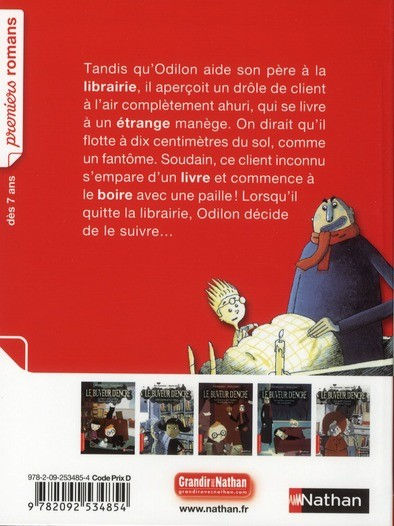 premiers romans
dès 7 ans
Tandis qu'Odilon aide son père à la
librairie, il aperçoit un drôle de client
à l'air complètement ahuri, qui se livre
à un étrange manège. On dirait qu'il
flotte à dix centimètres du sol, comme
un fantôme. Soudain, ce client inconnu
s'empare d'un livre et commence à
le boire avec une paille ! Lorsqu'il
quitte la librairie, Odilon décide
de le suivre...
LE BUVEUR D'ENCRE
LE BUVEUR D'ENCRE
LE BUVEUR D'ENCRE
LE BUVEUR D'ENCRE
LE BUVEUR D'ENCRE
978-2-09-253485-4 Code Prix D
9 782092 534854
Grandir avec Nathan
grandiravecnathan.com
www.nathan.fr
Nathan